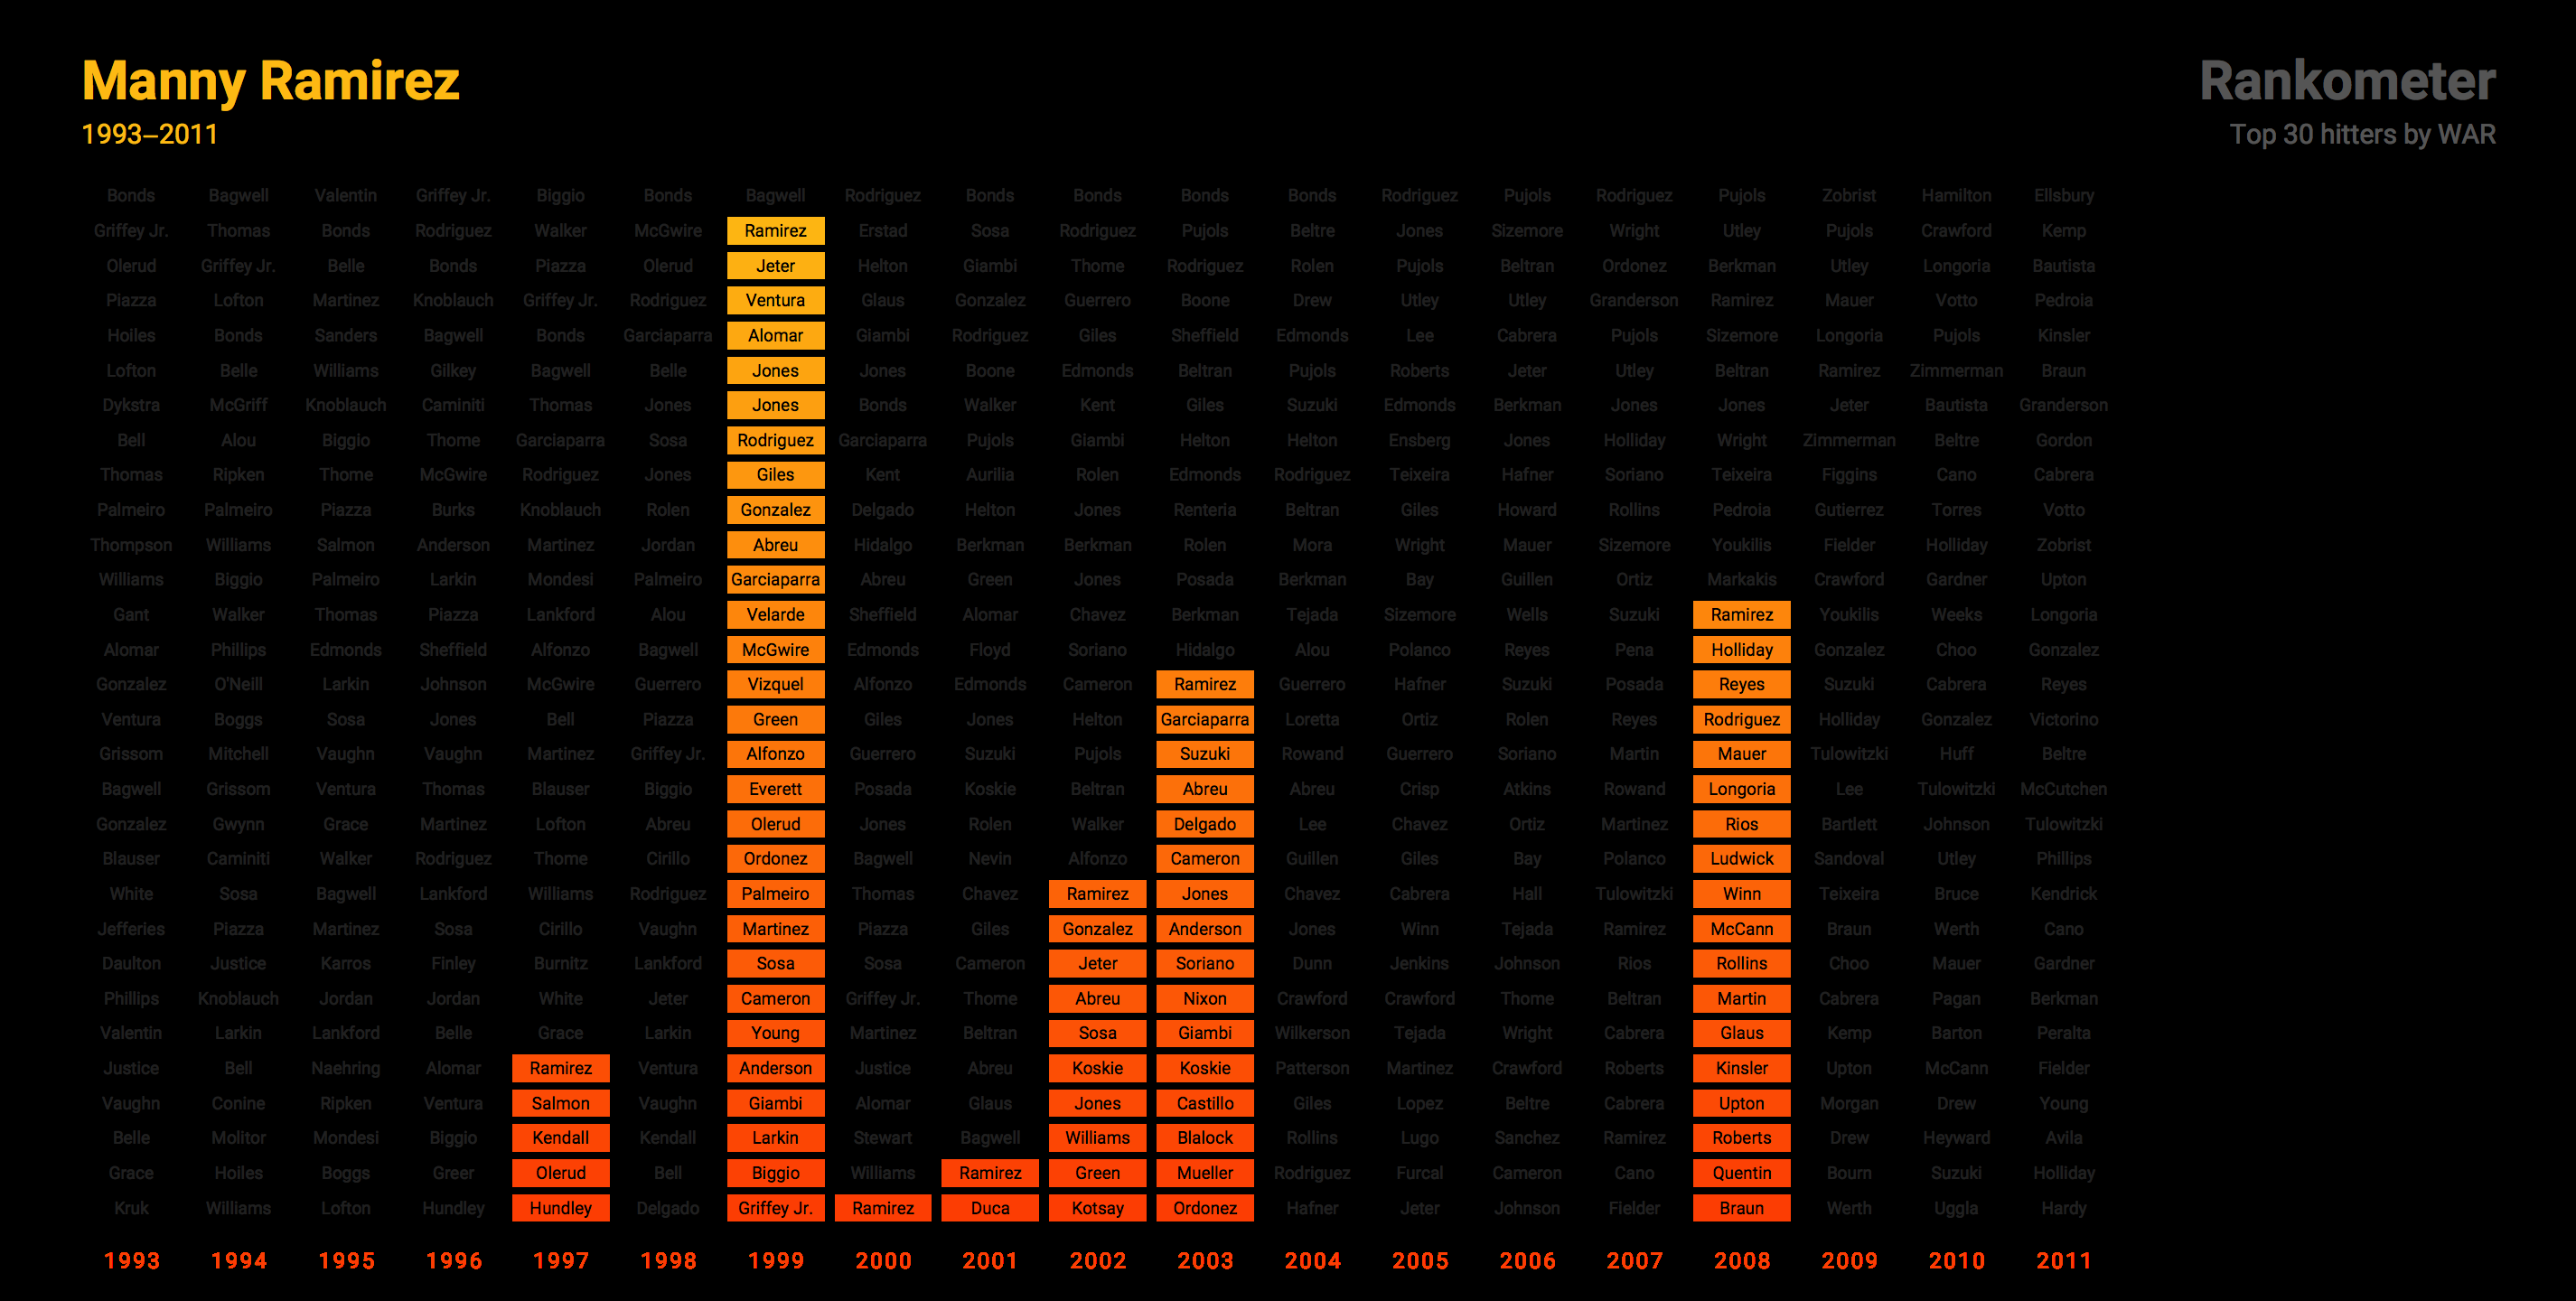 Manny Ramirez
1993–2011
Rankometer
Top 30 hitters by WAR
Bonds Bagwell Valentin Griffey Jr. Biggio Bonds Bagwell Rodriguez Bonds Bonds Bonds Bonds Rodriguez Pujols Rodriguez Pujols Zobrist Hamilton Ellsbury
Griffey Jr. Thomas Bonds Rodriguez Walker McGwire Ramirez Erstad Sosa Rodriguez Pujols Beltre Jones Sizemore Wright Utley Pujols Crawford Kemp
Olerud Griffey Jr. Belle Bonds Piazza Olerud Jeter Helton Giambi Thome Rodriguez Rolen Pujols Beltran Ordonez Berkman Utley Longoria Bautista
Piazza Lofton Martinez Knoblauch Griffey Jr. Rodriguez Ventura Glaus Gonzalez Guerrero Boone Drew Utley Utley Granderson Ramirez Mauer Votto Pedroia
Hoiles Bonds Sanders Bagwell Bonds Garciaparra Alomar Giambi Rodriguez Giles Sheffield Edmonds Lee Cabrera Pujols Sizemore Longoria Pujols Kinsler
Lofton Belle Williams Gilkey Bagwell Belle Jones Jones Boone Edmonds Beltran Pujols Roberts Jeter Utley Beltran Ramirez Zimmerman Braun
Dykstra McGriff Knoblauch Caminiti Thomas Jones Jones Bonds Walker Kent Giles Suzuki Edmonds Berkman Jones Jones Jeter Bautista Granderson
Bell Alou Biggio Thome Garciaparra Sosa Rodriguez Garciaparra Pujols Giambi Helton Helton Ensberg Jones Holliday Wright Zimmerman Beltre Gordon
Thomas Ripken Thome McGwire Rodriguez Jones Giles Kent Aurilia Rolen Edmonds Rodriguez Teixeira Hafner Soriano Teixeira Figgins Cano Cabrera
Palmeiro Palmeiro Piazza Burks Knoblauch Rolen Gonzalez Delgado Helton Jones Renteria Beltran Giles Howard Rollins Pedroia Gutierrez Torres Votto
Thompson Williams Salmon Anderson Martinez Jordan Abreu Hidalgo Berkman Berkman Rolen Mora Wright Mauer Sizemore Youkilis Fielder Holliday Zobrist
Williams Biggio Palmeiro Larkin Mondesi Palmeiro Garciaparra Abreu Green Jones Posada Berkman Bay Guillen Ortiz Markakis Crawford Gardner Upton
Gant Walker Thomas Piazza Lankford Alou Velarde Sheffield Alomar Chavez Berkman Tejada Sizemore Wells Suzuki Ramirez Youkilis Weeks Longoria
Alomar Phillips Edmonds Sheffield Alfonzo Bagwell McGwire Edmonds Floyd Soriano Hidalgo Alou Polanco Reyes Pena Holliday Gonzalez Choo Gonzalez
Gonzalez O'Neill Larkin Johnson McGwire Guerrero Vizquel Alfonzo Edmonds Cameron Ramirez Guerrero Hafner Suzuki Posada Reyes Suzuki Cabrera Reyes
Ventura Boggs Sosa Jones Bell Piazza Green Giles Jones Helton Garciaparra Loretta Ortiz Rolen Reyes Rodriguez Holliday Gonzalez Victorino
Grissom Mitchell Vaughn Vaughn Martinez Griffey Jr. Alfonzo Guerrero Suzuki Pujols Suzuki Rowand Guerrero Soriano Martin Mauer Tulowitzki Huff Beltre
Bagwell Grissom Ventura Thomas Blauser Biggio Everett Posada Koskie Beltran Abreu Abreu Crisp Atkins Rowand Longoria Lee Tulowitzki McCutchen
Gonzalez Gwynn Grace Martinez Lofton Abreu Olerud Jones Rolen Walker Delgado Lee Chavez Ortiz Martinez Rios Bartlett Johnson Tulowitzki
Blauser Caminiti Walker Rodriguez Thome Cirillo Ordonez Bagwell Nevin Alfonzo Cameron Guillen Giles Bay Polanco Ludwick Sandoval Utley Phillips
White Sosa Bagwell Lankford Williams Rodriguez Palmeiro Thomas Chavez Ramirez Jones Chavez Cabrera Hall Tulowitzki Winn Teixeira Bruce Kendrick
Jefferies Piazza Martinez Sosa Cirillo Vaughn Martinez Piazza Giles Gonzalez Anderson Jones Winn Tejada Ramirez McCann Braun Werth Cano
Daulton Justice Karros Finley Burnitz Lankford Sosa Sosa Cameron Jeter Soriano Dunn Jenkins Johnson Rios Rollins Choo Mauer Gardner
Phillips Knoblauch Jordan Jordan White Jeter Cameron Griffey Jr. Thome Abreu Nixon Crawford Crawford Thome Beltran Martin Cabrera Pagan Berkman
Valentin Larkin Lankford Belle Grace Larkin Young Martinez Beltran Sosa Giambi Wilkerson Tejada Wright Cabrera Glaus Kemp Barton Peralta
Justice Bell Naehring Alomar Ramirez Ventura Anderson Justice Abreu Koskie Koskie Patterson Martinez Crawford Roberts Kinsler Upton McCann Fielder
Vaughn Conine Ripken Ventura Salmon Vaughn Giambi Alomar Glaus Jones Castillo Giles Lopez Beltre Cabrera Upton Morgan Drew Young
Belle Molitor Mondesi Biggio Kendall Kendall Larkin Stewart Bagwell Williams Blalock Rollins Lugo Sanchez Ramirez Roberts Drew Heyward Avila
Grace Hoiles Boggs Greer Olerud Bell Biggio Williams Ramirez Green Mueller Rodriguez Furcal Cameron Cano Quentin Bourn Suzuki Holliday
Kruk Williams Lofton Hundley Hundley Delgado Griffey Jr. Ramirez Duca Kotsay Ordonez Hafner Jeter Johnson Fielder Braun Werth Uggla Hardy
1993 1994 1995 1996 1997 1998 1999 2000 2001 2002 2003 2004 2005 2006 2007 2008 2009 2010 2011